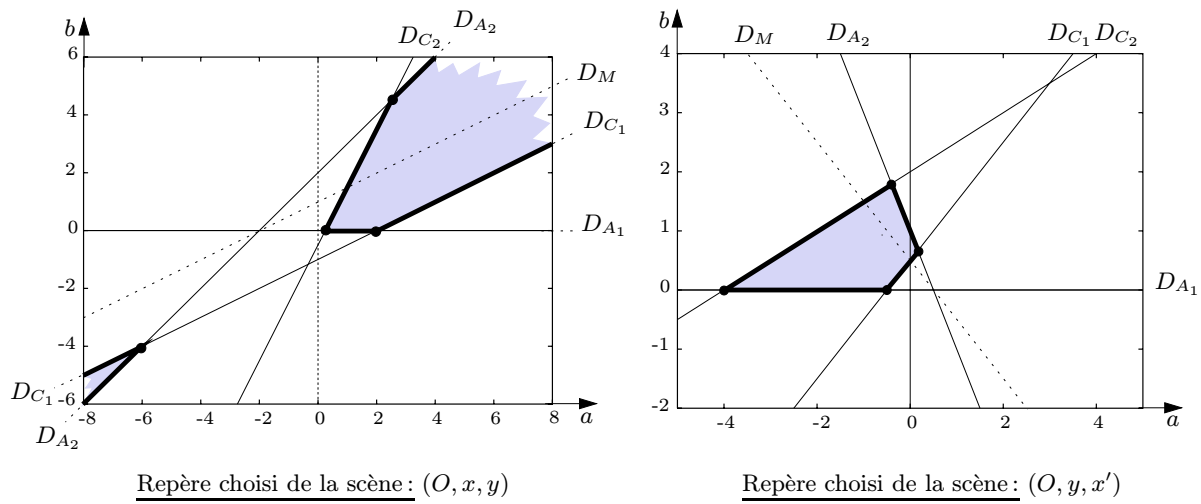 b
D_{C_2}
D_{A_2}
6
D_M
4
D_{C_1}
2
0
D_{A_1}
-2
-4
D_{C_1}
-6
D_{A_2}
-8 -6 -4 -2 0 2 4 6 8
a
Repère choisi de la scène : (O, x, y)
b
D_M
D_{A_2}
D_{C_1} D_{C_2}
4
3
2
1
0
D_{A_1}
-1
-2
-4 -2 0 2 4
a
Repère choisi de la scène : (O, y, x′)